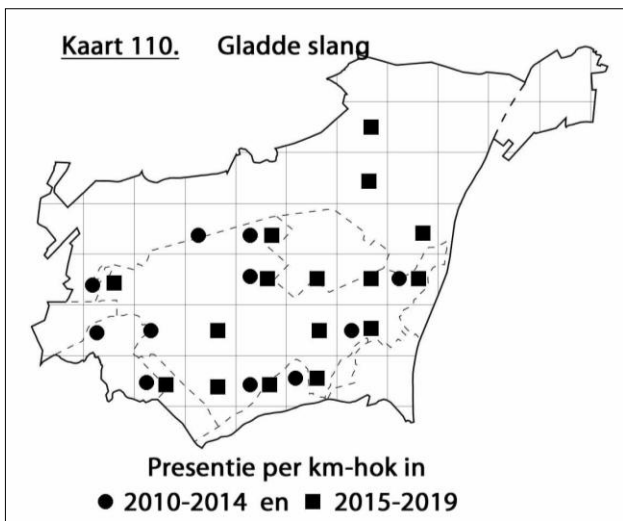 Kaart 110. Gladde slang
Presentie per km-hok in
● 2010-2014 en ■ 2015-2019